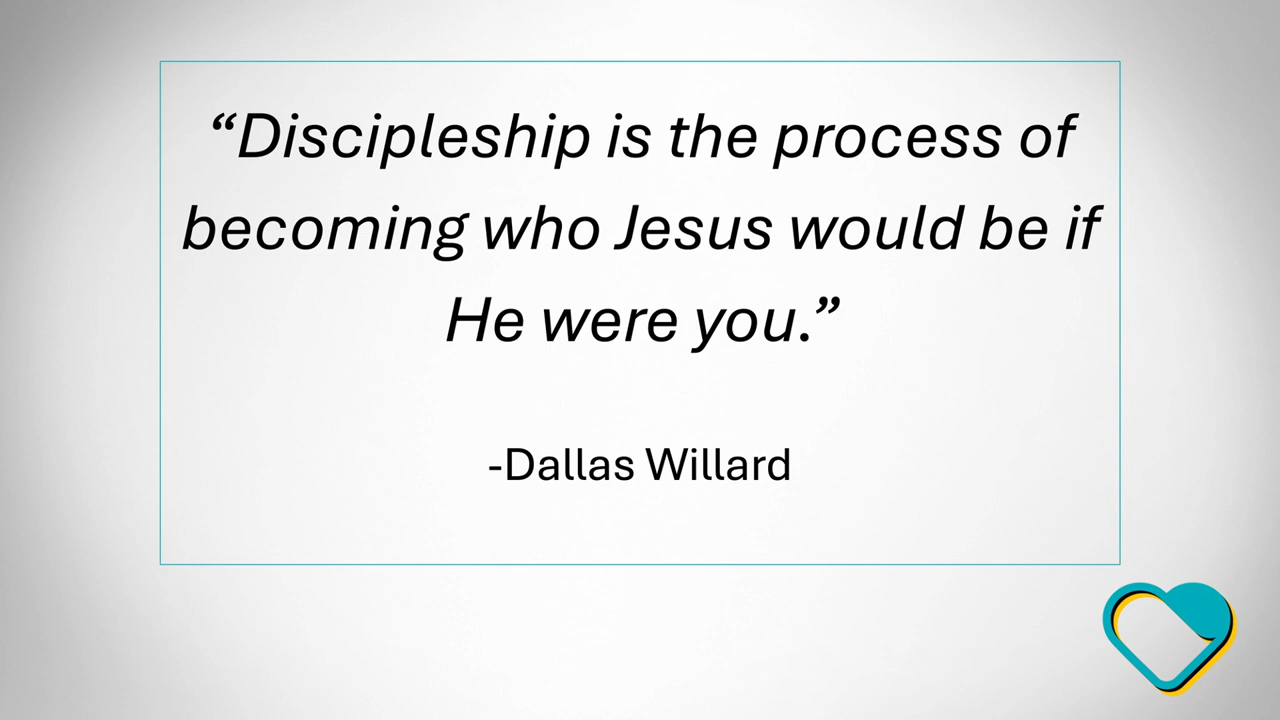 “Discipleship is the process of
becoming who Jesus would be if
He were you.”
-Dallas Willard